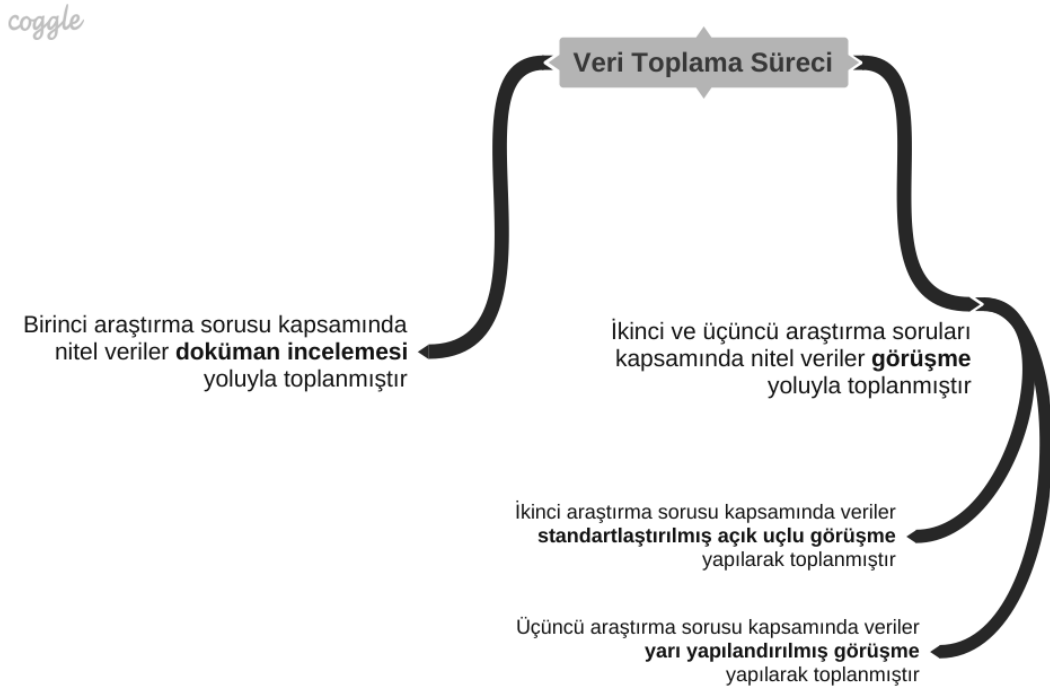 coggle
Veri Toplama Süreci
Birinci araştırma sorusu kapsamında
nitel veriler doküman incelemesi
yoluyla toplanmıştır
İkinci ve üçüncü araştırma soruları
kapsamında nitel veriler görüşme
yoluyla toplanmıştır
İkinci araştırma sorusu kapsamında veriler
standartlaştırılmış açık uçlu görüşme
yapılarak toplanmıştır
Üçüncü araştırma sorusu kapsamında veriler
yarı yapılandırılmış görüşme
yapılarak toplanmıştır